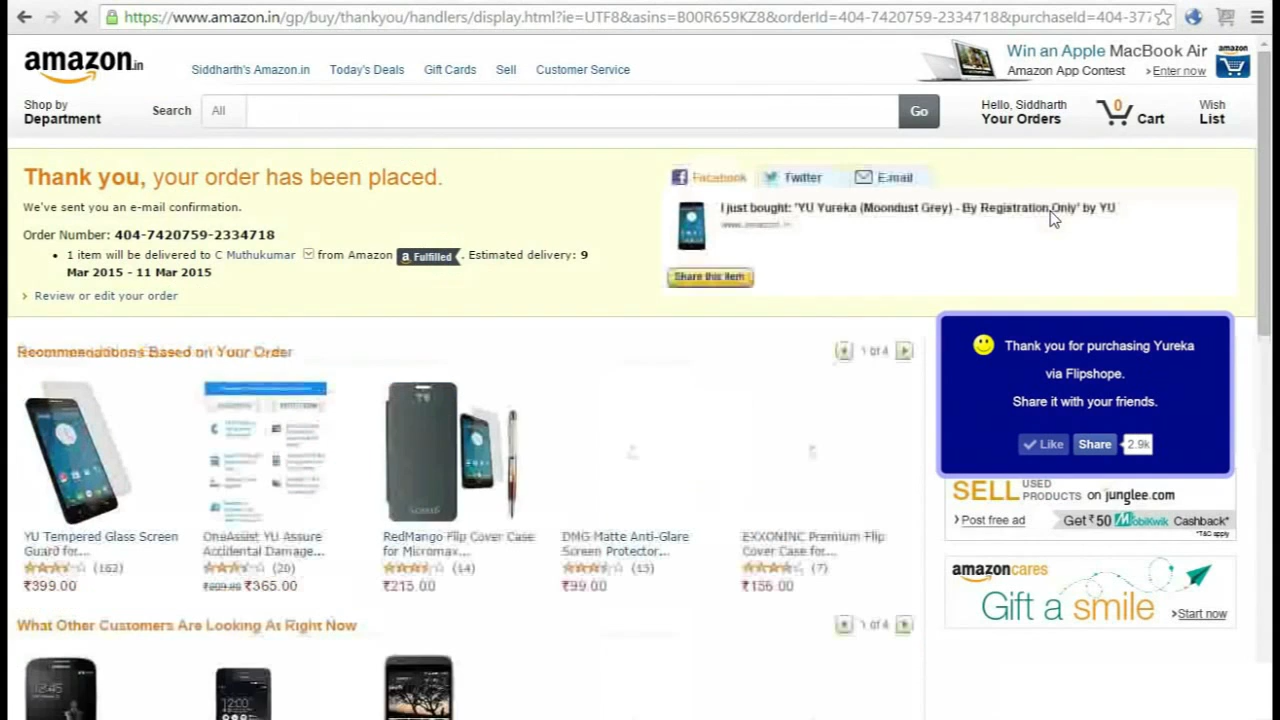 https://www.amazon.in/gp/buy/thankyou/handlers/display.html?ie=UTF8&asins=B00R659KZ8&orderId=404-7420759-2334718&purchaseId=404-377
amazon.in
Siddharth's Amazon.in
Today's Deals
Gift Cards
Sell
Customer Service
Win an Apple MacBook Air
Amazon App Contest
›Enter now
amazon
Shop by
Department
Search
All
Go
Hello, Siddharth
Your Orders
0
Cart
Wish
List
Thank you, your order has been placed.
We've sent you an e-mail confirmation.
Order Number: 404-7420759-2334718
1 item will be delivered to C Muthukumar from Amazon a Fulfilled . Estimated delivery: 9
Mar 2015 - 11 Mar 2015
› Review or edit your order
Facebook
Twitter
E-mail
I just bought: 'YU Yureka (Moondust Grey) - By Registration Only' by YU
www.amazon.in
Share this item
Thank you for purchasing Yureka
via Flipshope.
Share it with your friends.
Like
Share
2.9k
Recommendations Based on Your Order
1 of 4
YU Tempered Glass Screen
Guard for...
(162)
₹399.00
OneAssist YU Assure
Accidental Damage...
(20)
₹365.00
RedMango Flip Cover Case
for Micromax...
(14)
₹215.00
DMG Matte Anti-Glare
Screen Protector...
(13)
₹99.00
EXXONINC Premium Flip
Cover Case for...
(7)
₹156.00
SELL USED
PRODUCTS on junglee.com
› Post free ad
Get ₹50 MobiKwik Cashback*
*T&C apply
amazoncares
Gift a smile
›Start now
What Other Customers Are Looking At Right Now
1 of 4